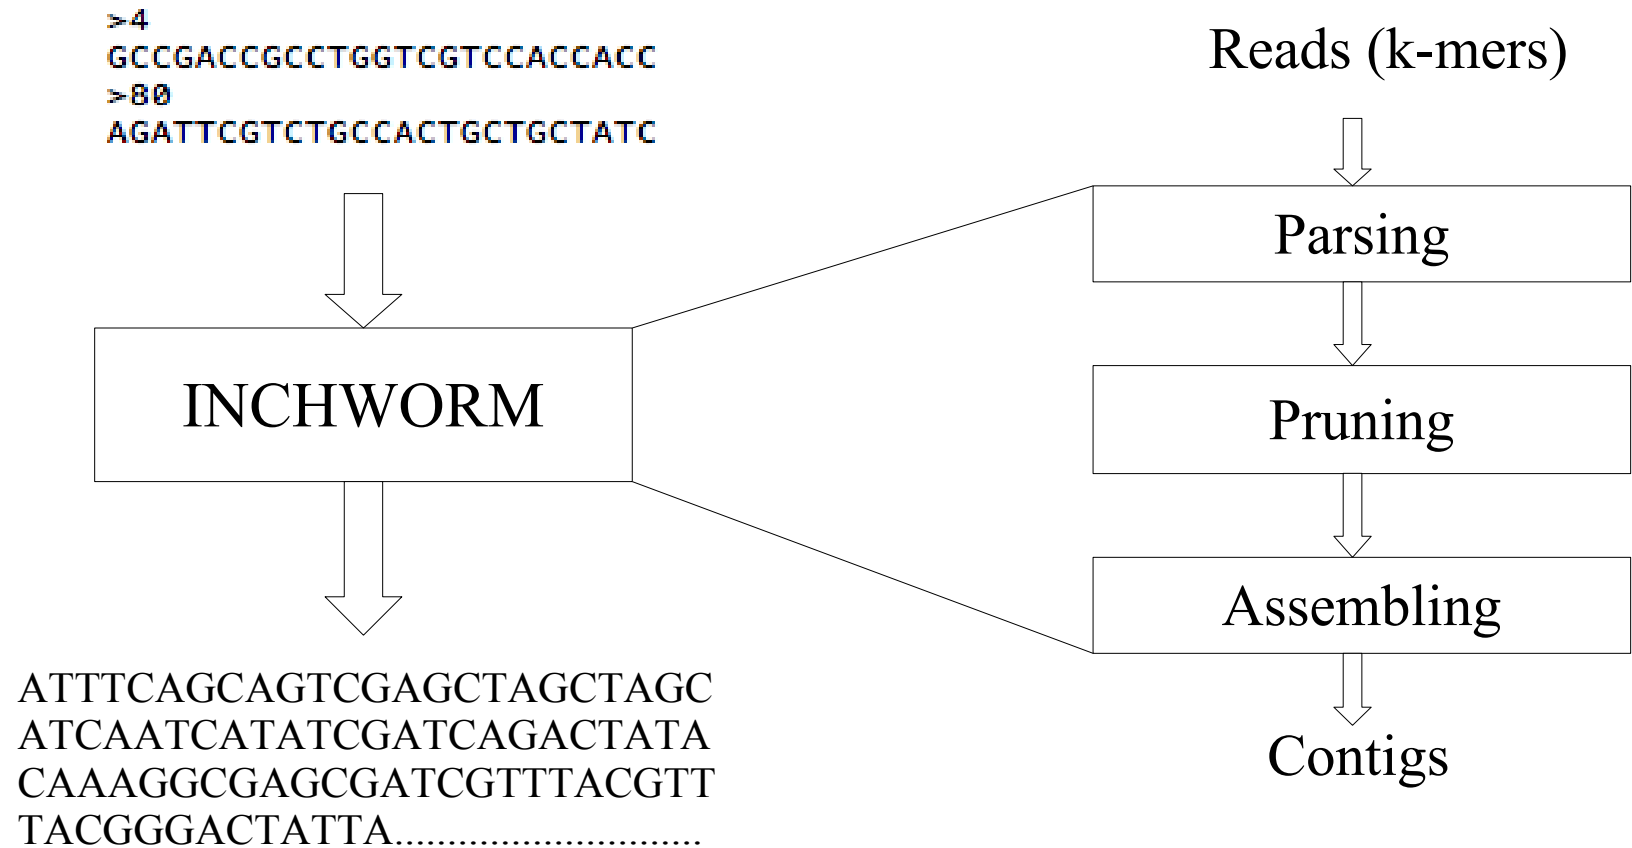 >4
GCCGACCGCCTGGTCGTCCACCACC
>80
AGATTCGTCTGCCACTGCTGCTATC
INCHWORM
ATTTCAGCAGTCGAGCTAGCTAGC
ATCAATCATATCGATCAGACTATA
CAAAGGCGAGCGATCGTTTACGTT
TACGGGACTATTA.............................
Reads (k-mers)
Parsing
Pruning
Assembling
Contigs